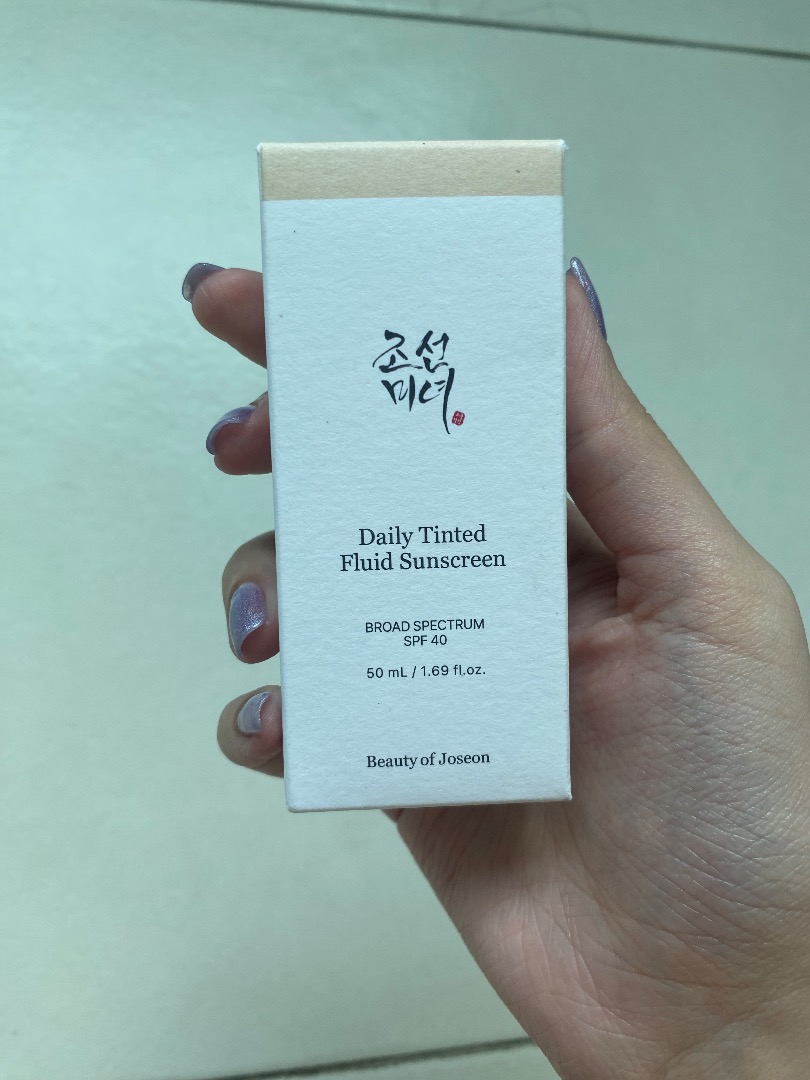 조선
미녀
Daily Tinted
Fluid Sunscreen
BROAD SPECTRUM
SPF 40
50 mL / 1.69 fl.oz.
Beauty of Joseon